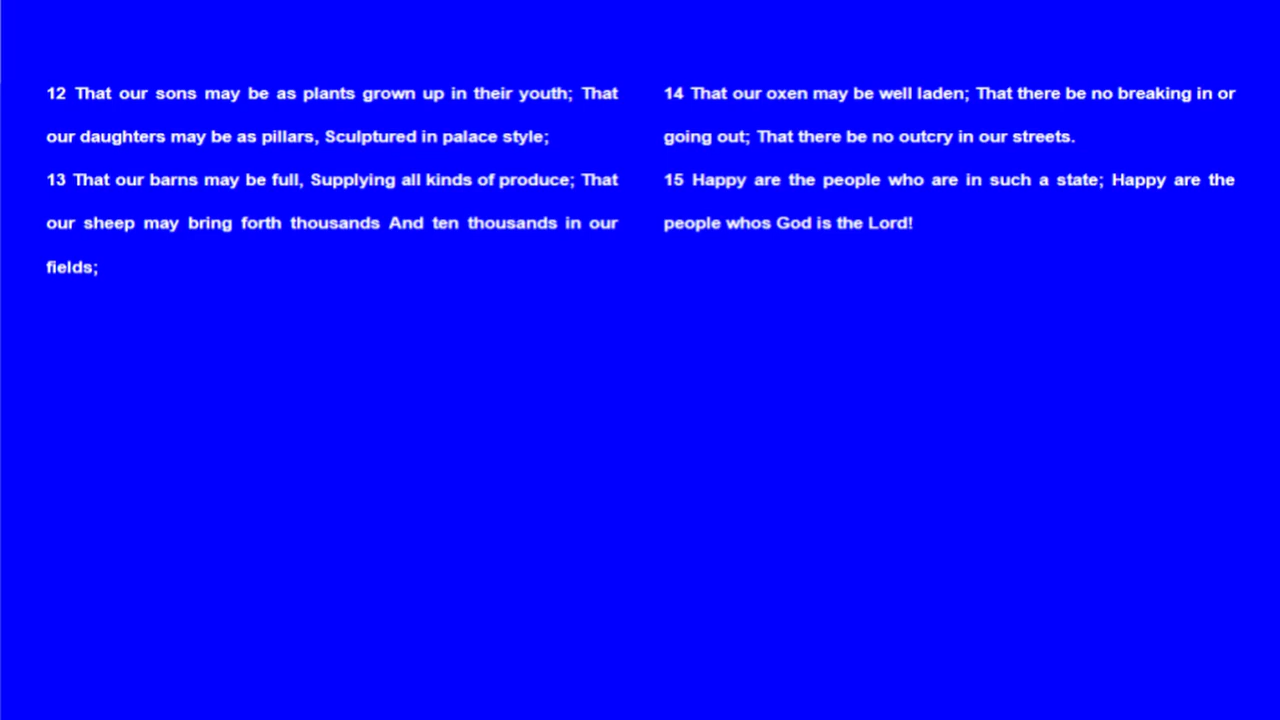 12 That our sons may be as plants grown up in their youth; That
our daughters may be as pillars, Sculptured in palace style;
13 That our barns may be full, Supplying all kinds of produce; That
our sheep may bring forth thousands And ten thousands in our
fields;
14 That our oxen may be well laden; That there be no breaking in or
going out; That there be no outcry in our streets.
15 Happy are the people who are in such a state; Happy are the
people whos God is the Lord!